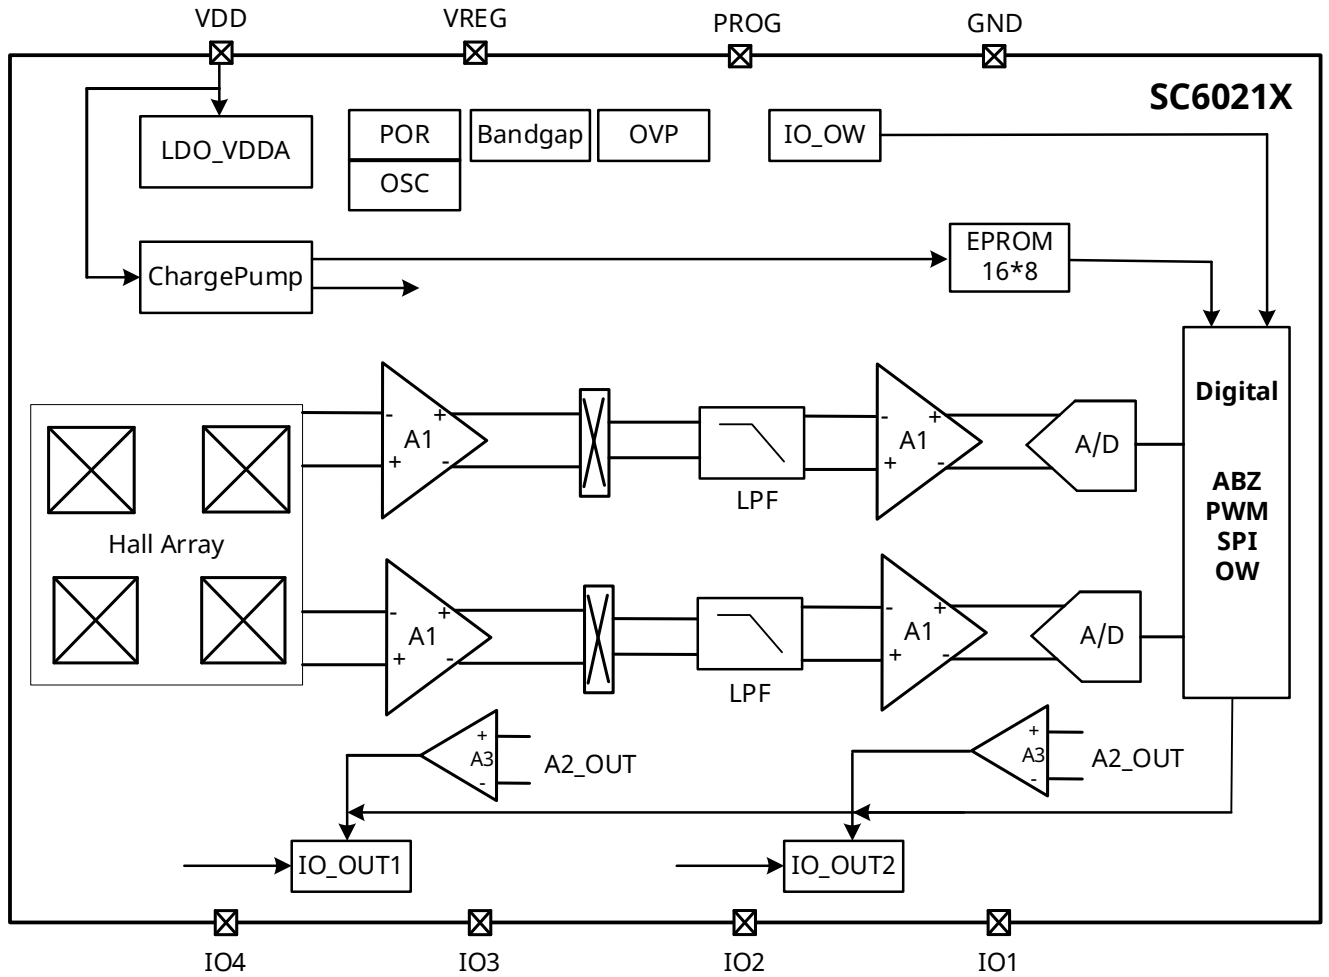 VDD
VREG
PROG
GND
SC6021X
LDO_VDDA
POR
Bandgap
OVP
IO_OW
OSC
ChargePump
EPROM
16*8
Digital
ABZ
PWM
SPI
OW
Hall Array
- +
A1
+ -
LPF
- +
A1
+ -
A/D
- +
A1
+ -
LPF
- +
A1
+ -
A/D
+
A3
-
A2_OUT
+
A3
-
A2_OUT
IO_OUT1
IO_OUT2
IO4
IO3
IO2
IO1